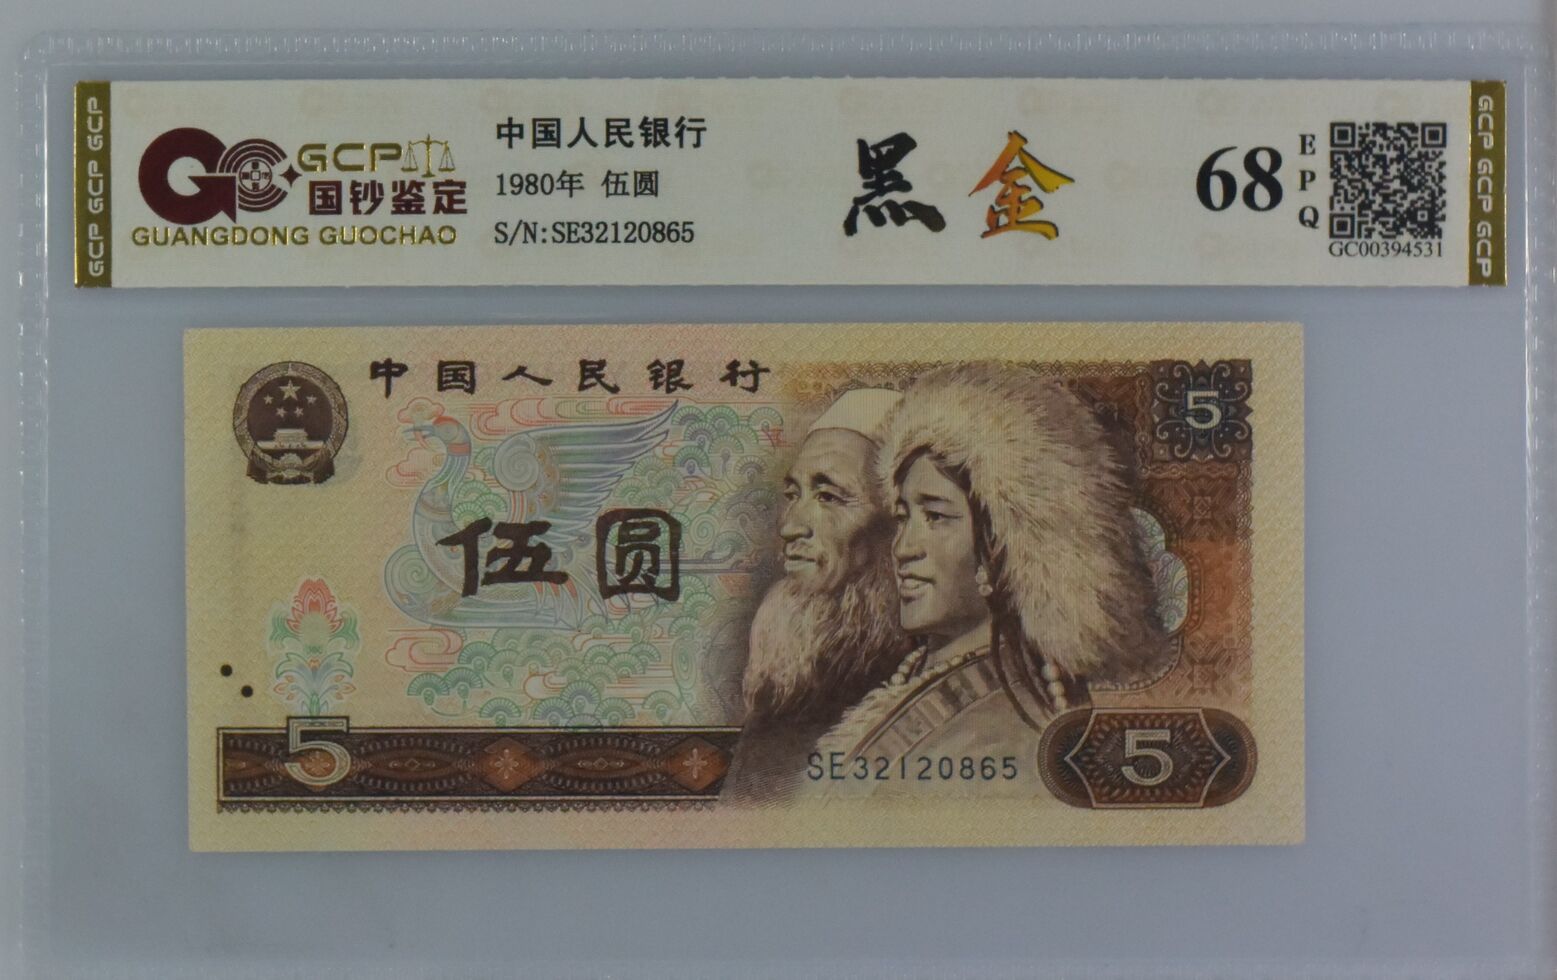 GCP GCP GCP
GCP
国钞鉴定
GUANGDONG GUOCHAO
中国人民银行
1980年 伍圆
S/N:SE32120865
黑金
68
EPQ
GC00394531
GCP GCP GCP
中国人民银行
5
伍圆
5
SE32120865
5